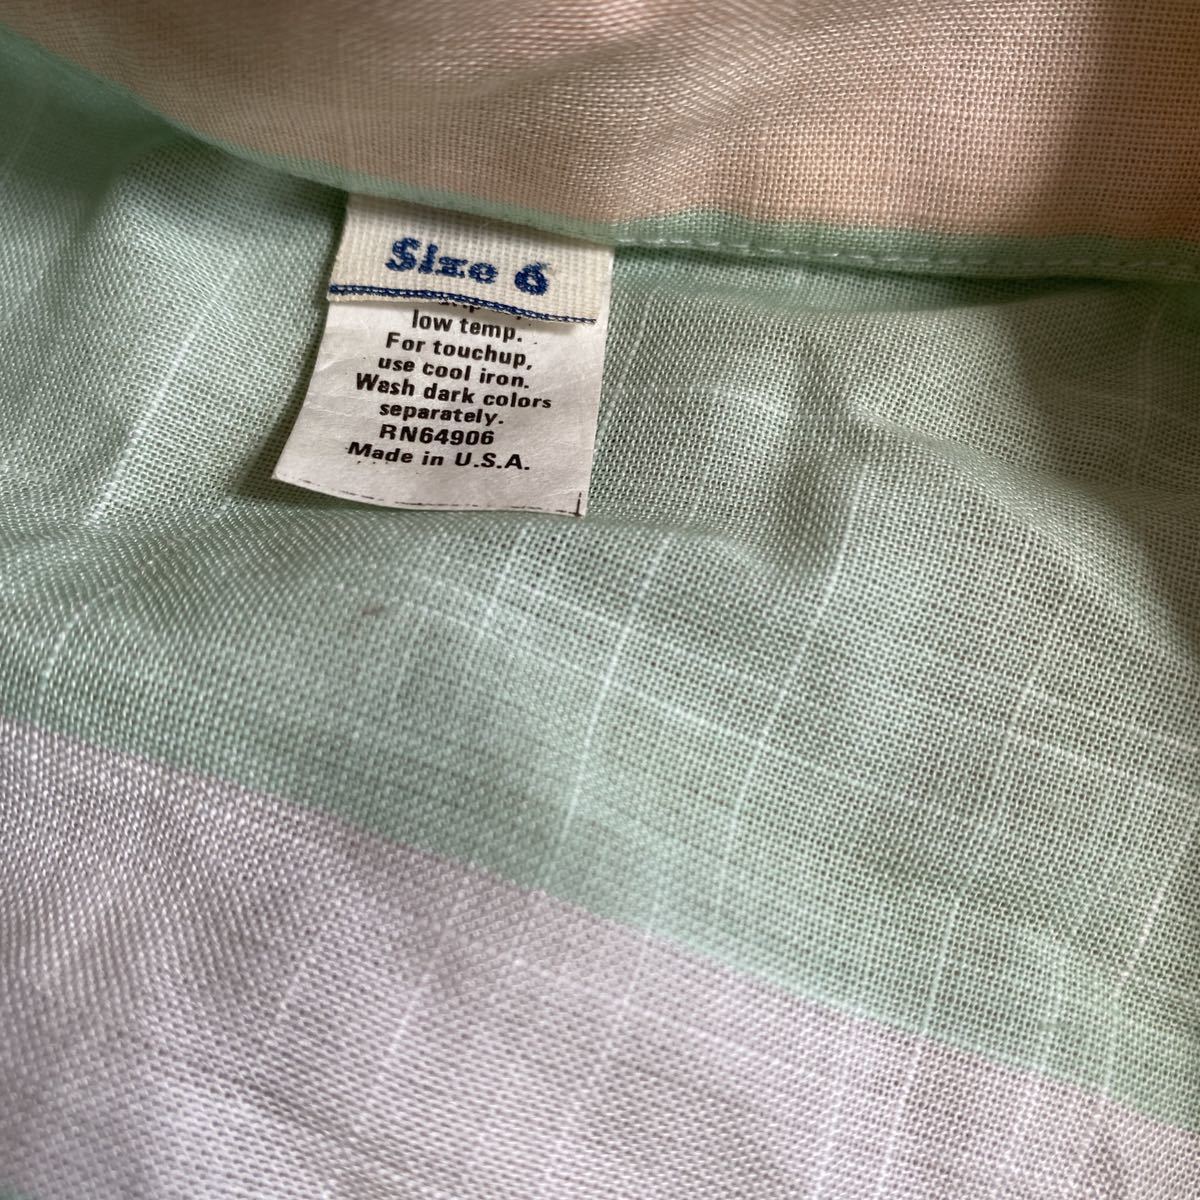 Size 6
low temp.
For touchup,
use cool iron.
Wash dark colors
separately.
RN64906
Made in U.S.A.